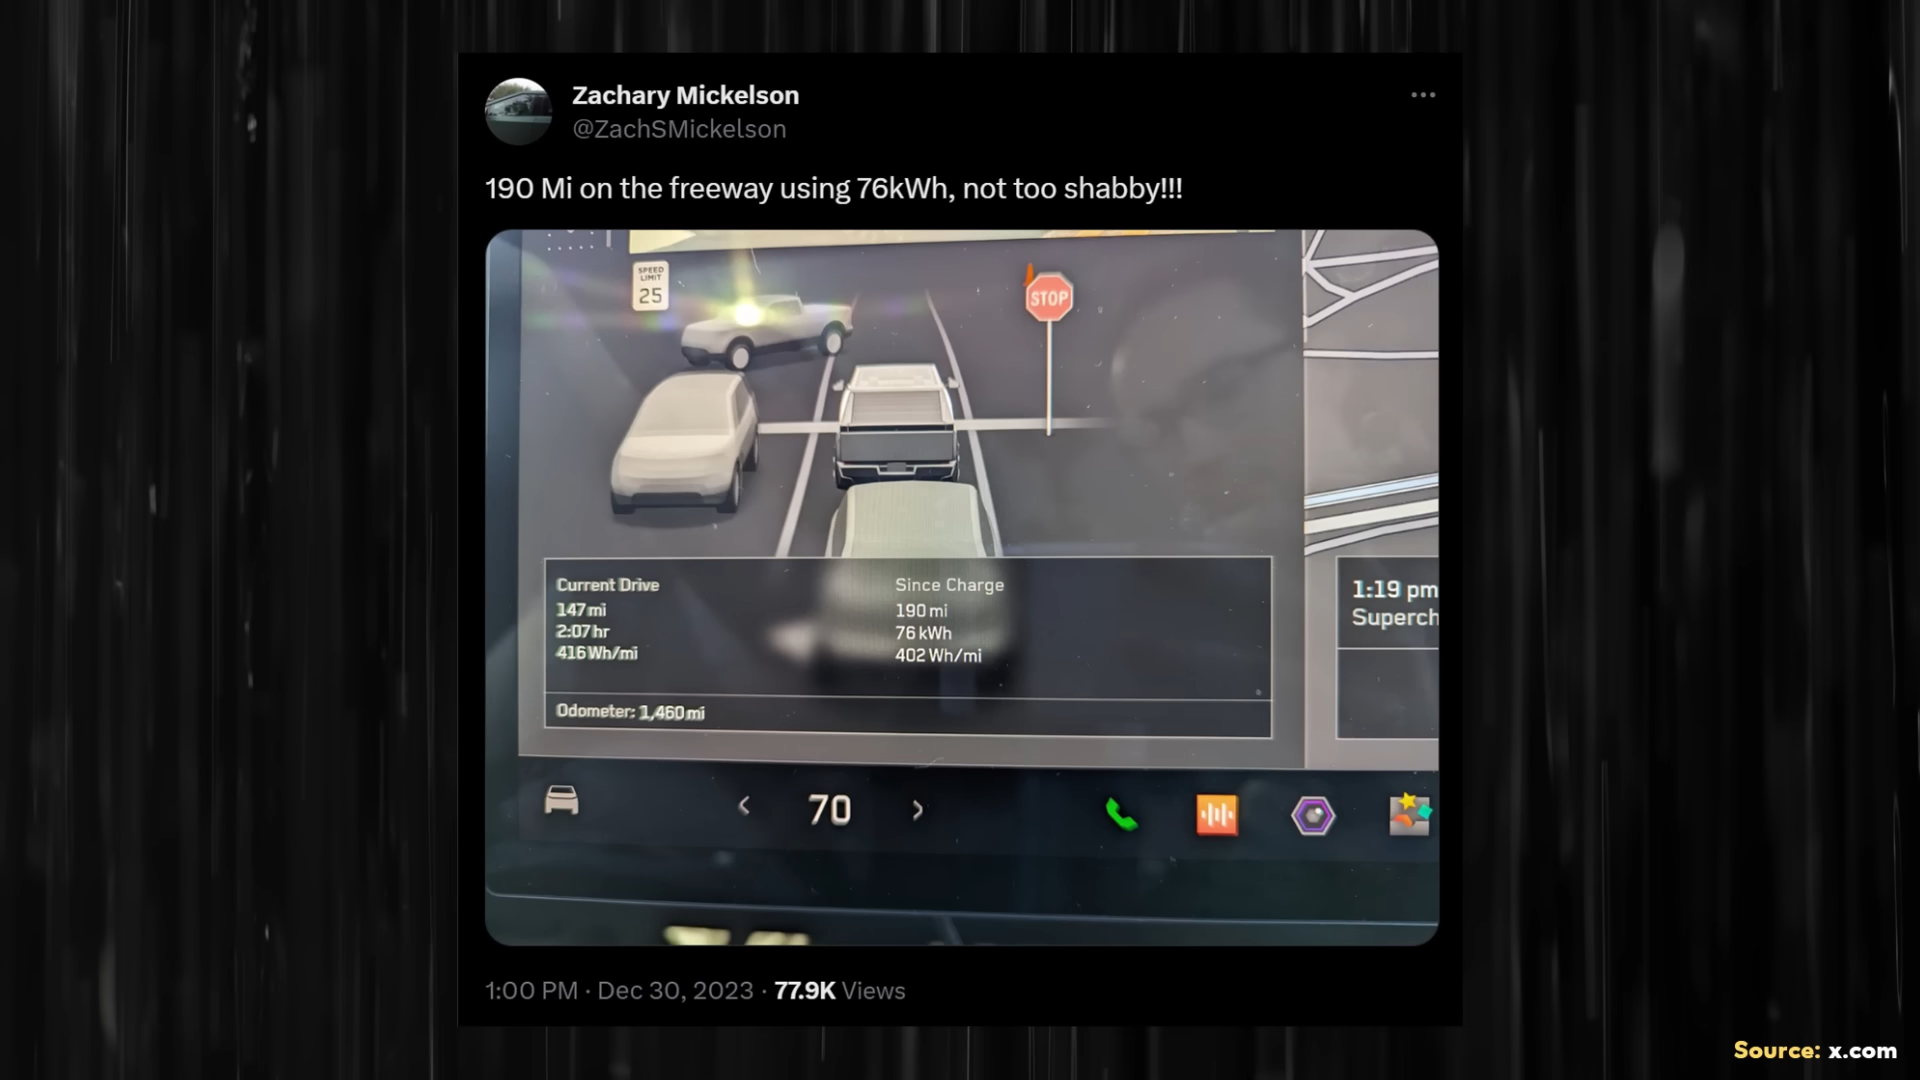 Zachary Mickelson
@ZachSMickelson
190 Mi on the freeway using 76kWh, not too shabby!!!
SPEED
LIMIT
25
STOP
Current Drive
147 mi
2:07 hr
416 Wh/mi
Since Charge
190 mi
76 kWh
402 Wh/mi
Odometer: 1,460 mi
1:19 pm
Superch
70
1:00 PM · Dec 30, 2023 · 77.9K Views
Source: x.com